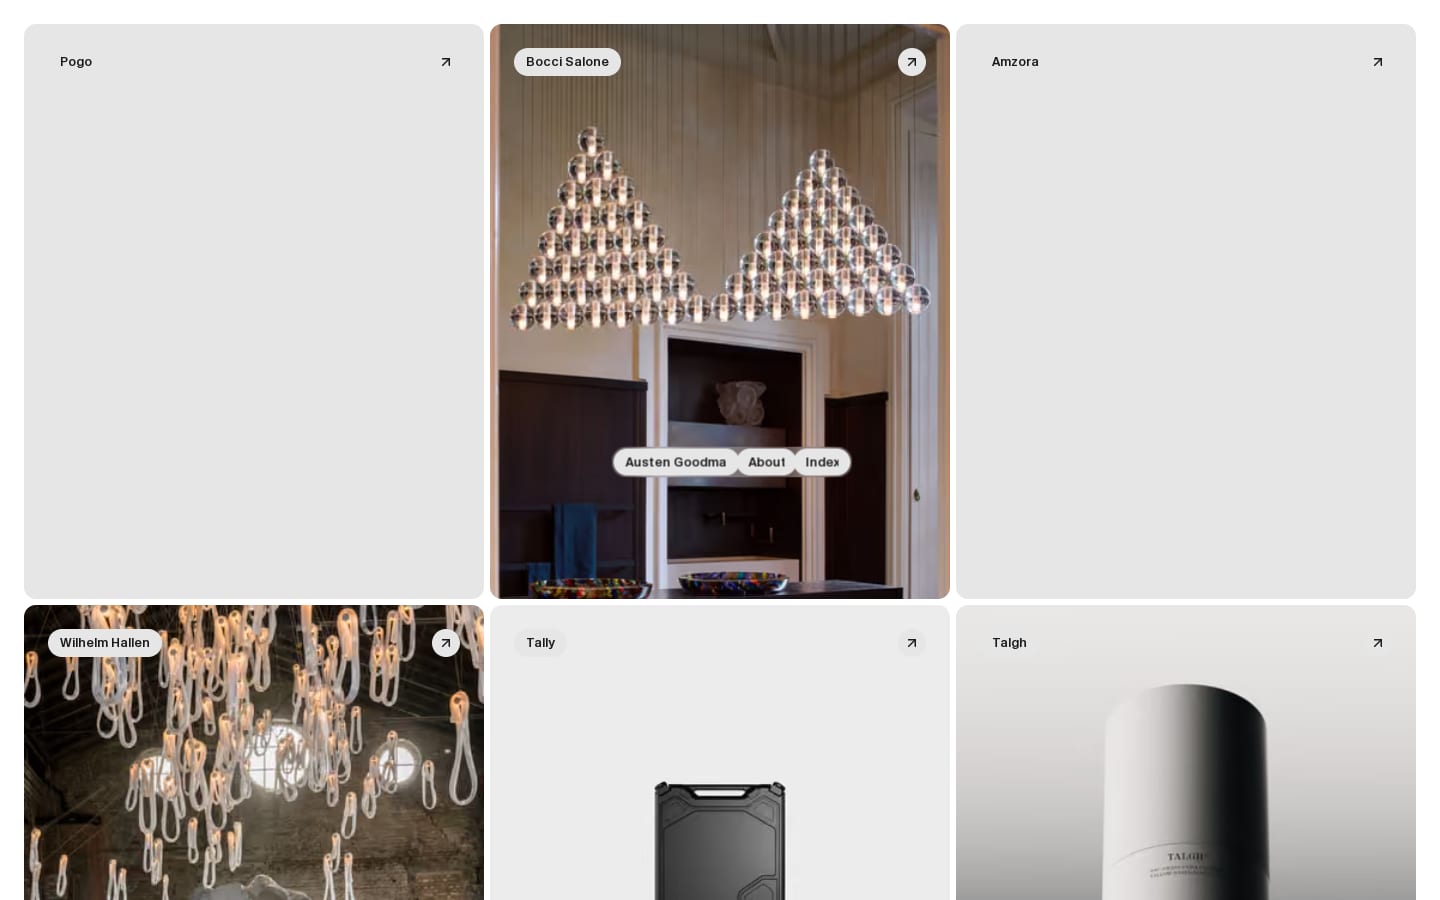 Pogo
Bocci Salone
Amzora
Austen Goodma
About
Index
Wilhelm Hallen
Tally
Talgh
TALGH